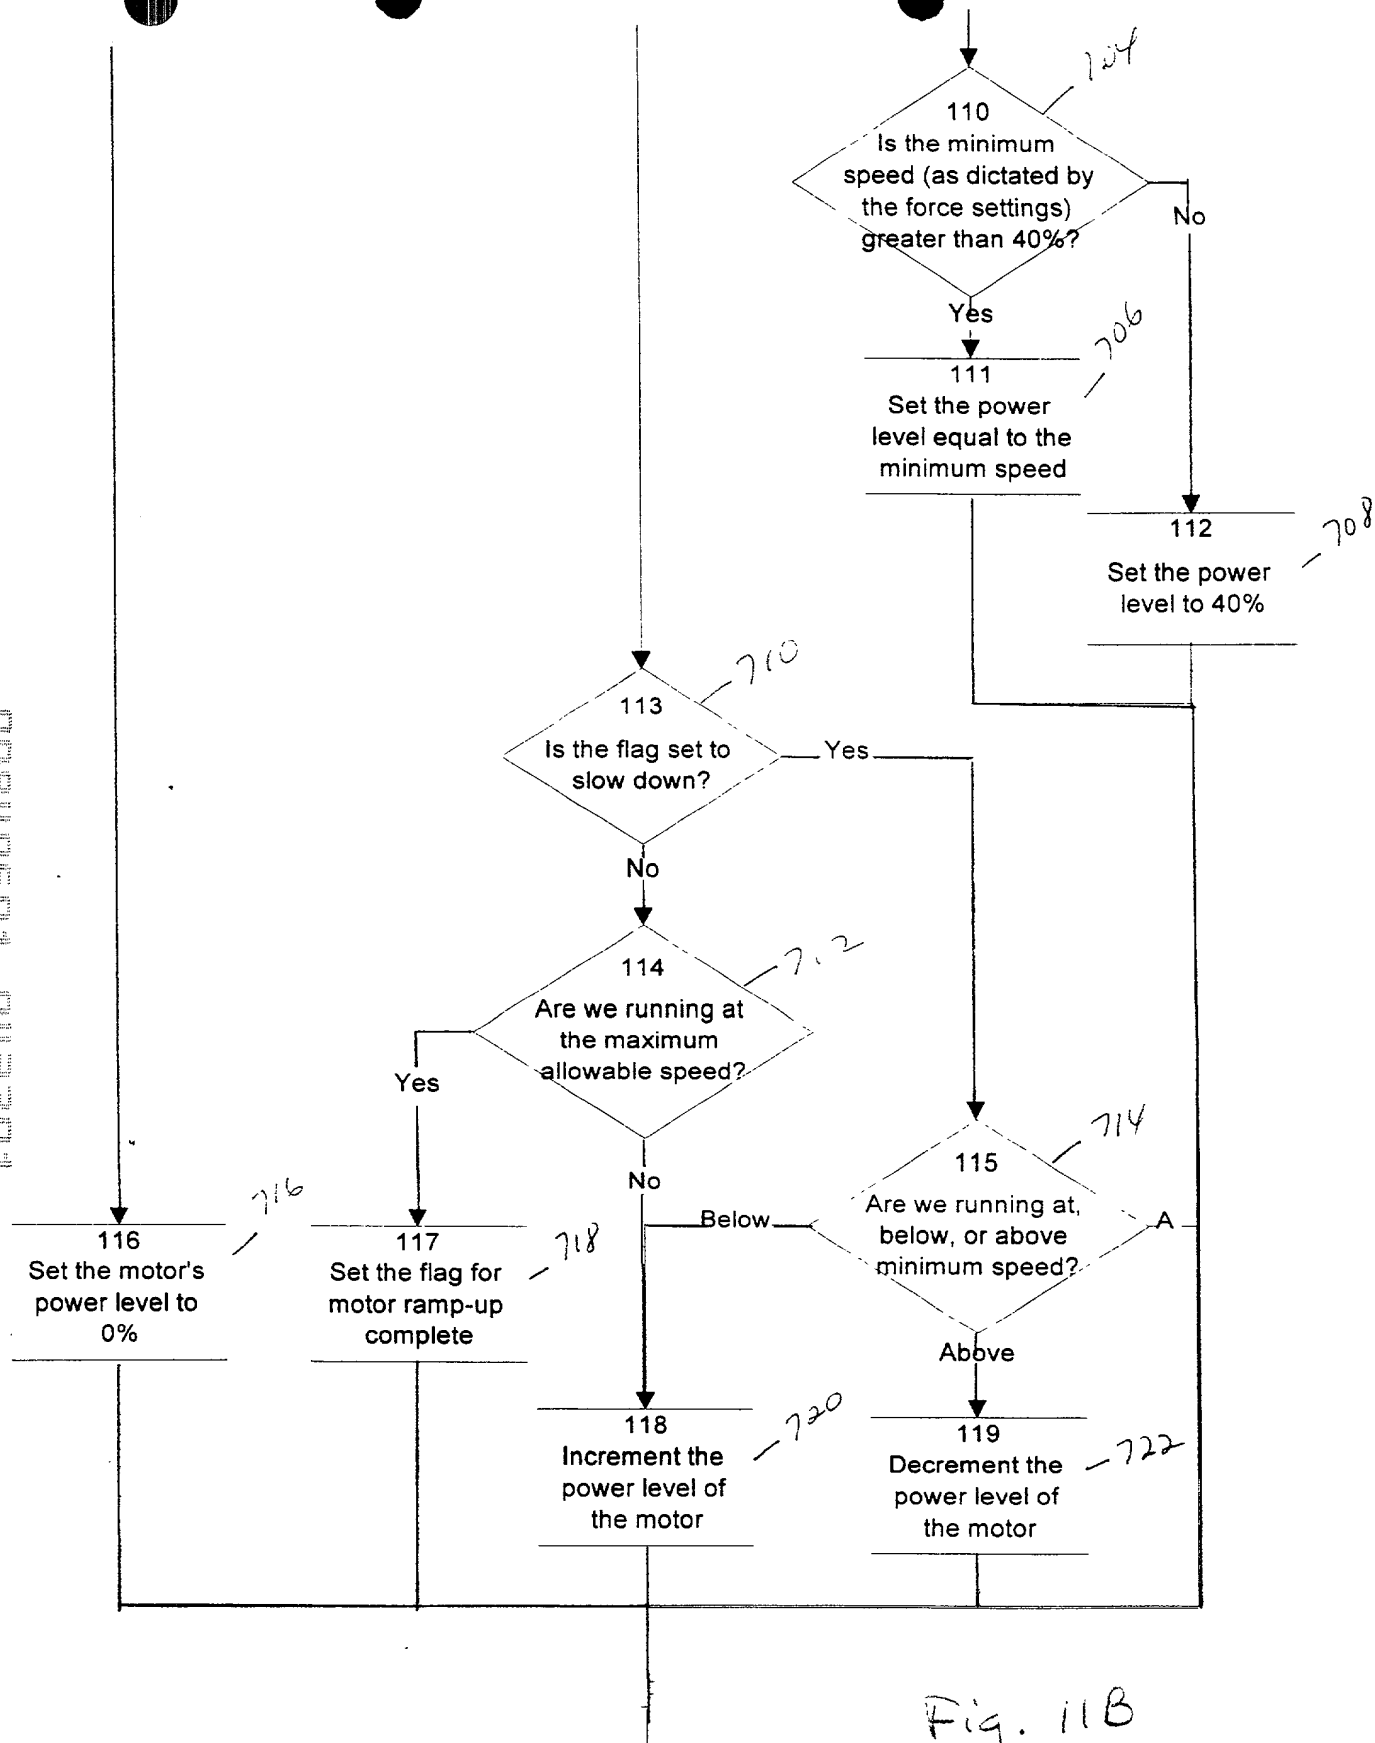 704
110
Is the minimum
speed (as dictated by
the force settings)
greater than 40%?
No
Yes
706
111
Set the power
level equal to the
minimum speed
708
112
Set the power
level to 40%
710
113
Is the flag set to
slow down?
Yes
No
712
114
Are we running at
the maximum
allowable speed?
Yes
No
714
115
Are we running at,
below, or above
minimum speed?
Below
A
Above
716
116
Set the motor's
power level to
0%
718
117
Set the flag for
motor ramp-up
complete
720
118
Increment the
power level of
the motor
722
119
Decrement the
power level of
the motor
Fig. 11B